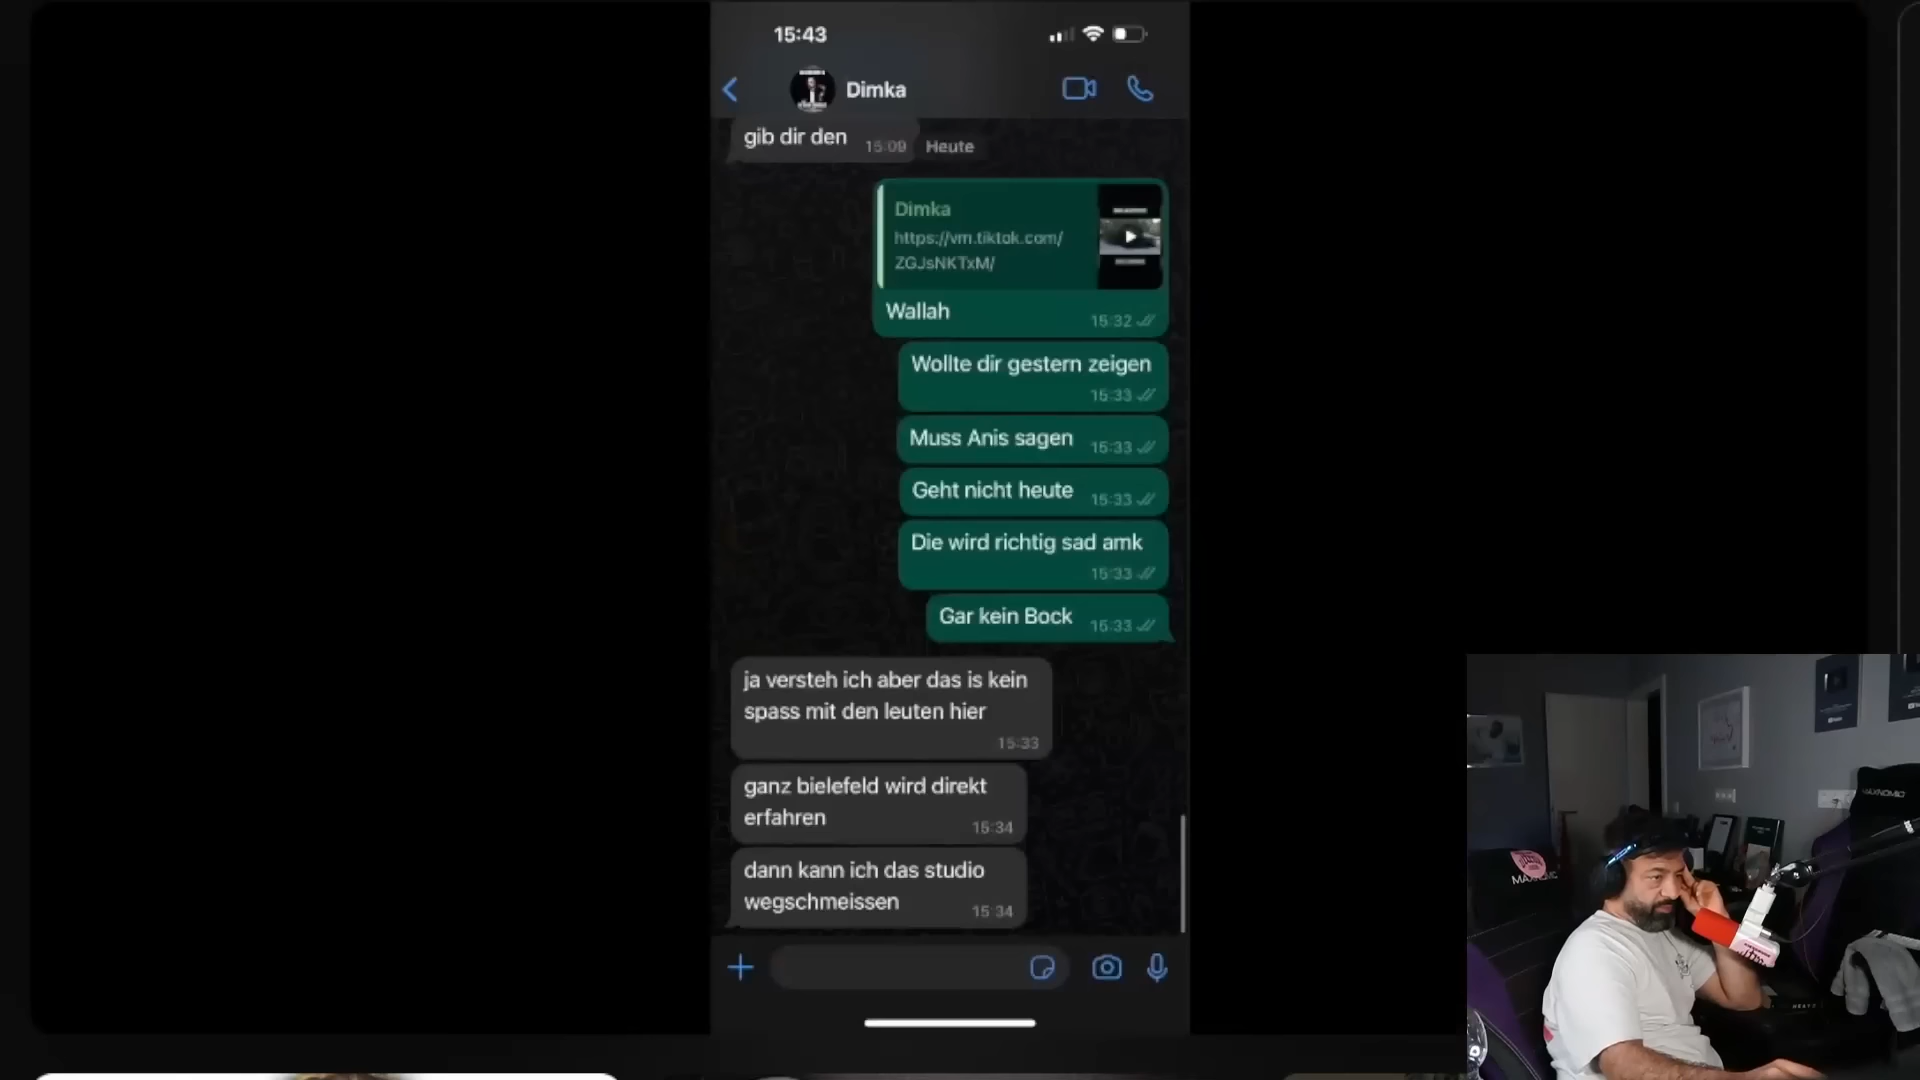 15:43
Dimka
gib dir den
15:09
Heute
Dimka
https://vm.tiktok.com/
ZGJsNKTxM/
Wallah
15:32
Wollte dir gestern zeigen
15:33
Muss Anis sagen
15:33
Geht nicht heute
15:33
Die wird richtig sad amk
15:33
Gar kein Bock
15:33
ja versteh ich aber das is kein
spass mit den leuten hier
15:33
ganz bielefeld wird direkt
erfahren
15:34
dann kann ich das studio
wegschmeissen
15:34
MAXNOMIC